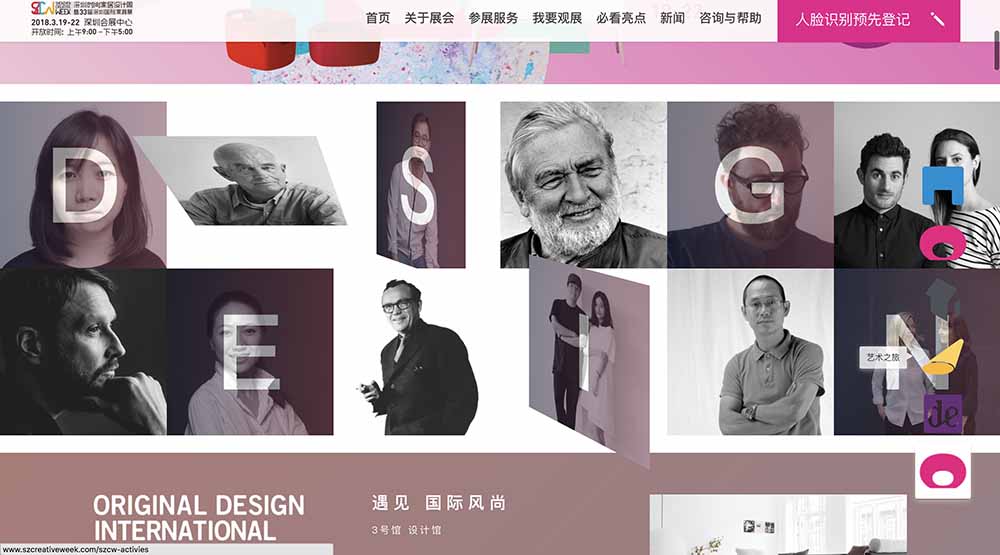 SZCW
CREATIVE
WEEK
深圳时尚家居设计周
暨33届深圳国际家具展
2018.3.19-22 深圳会展中心
开放时间: 上午9:00 - 下午5:00
首页 关于展会 参展服务 我要观展 必看亮点 新闻 咨询与帮助
人脸识别预先登记
D S G
E I N
艺术之旅
de
ORIGINAL DESIGN
INTERNATIONAL
遇见 国际风尚
3号馆 设计馆
www.szcreativeweek.com/szcw-activies